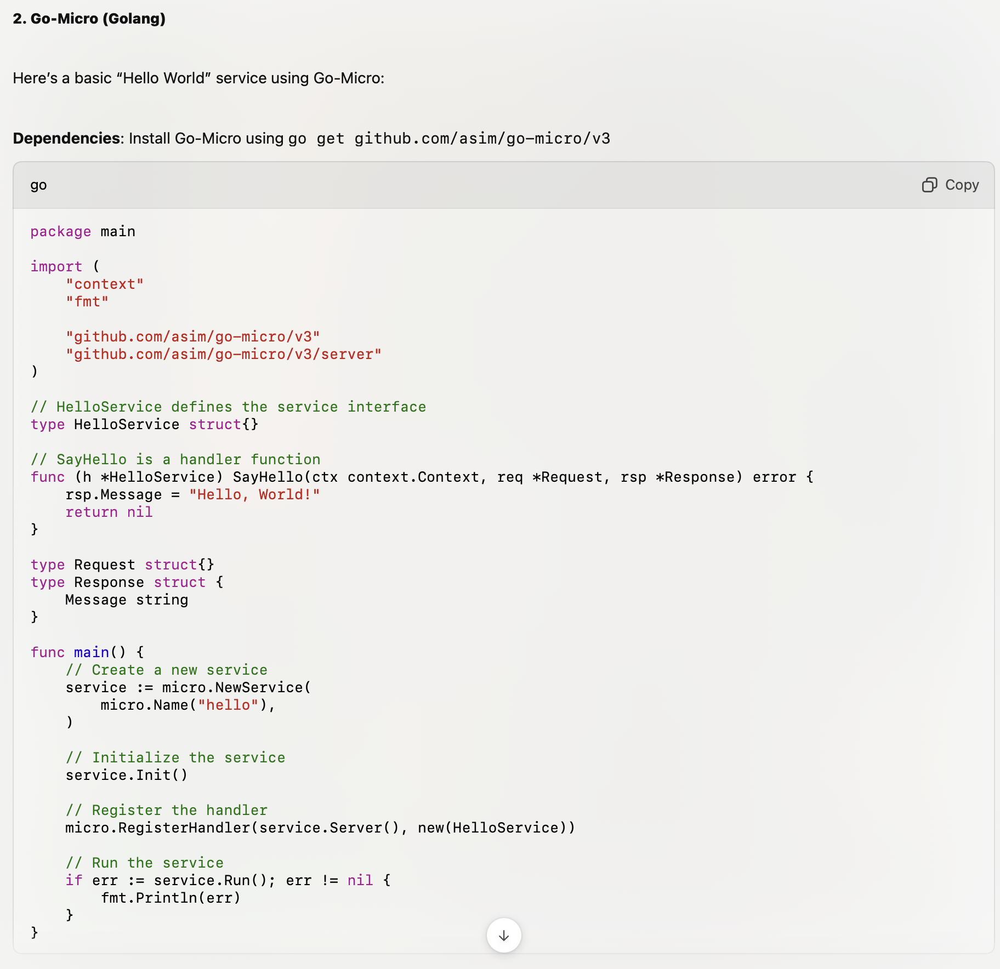 2. Go-Micro (Golang)
Here’s a basic “Hello World” service using Go-Micro:
Dependencies: Install Go-Micro using go get github.com/asim/go-micro/v3
go
Copy
package main
import (
    "context"
    "fmt"
    "github.com/asim/go-micro/v3"
    "github.com/asim/go-micro/v3/server"
)
// HelloService defines the service interface
type HelloService struct{}
// SayHello is a handler function
func (h *HelloService) SayHello(ctx context.Context, req *Request, rsp *Response) error {
    rsp.Message = "Hello, World!"
    return nil
}
type Request struct{}
type Response struct {
    Message string
}
func main() {
    // Create a new service
    service := micro.NewService(
        micro.Name("hello"),
    )
    // Initialize the service
    service.Init()
    // Register the handler
    micro.RegisterHandler(service.Server(), new(HelloService))
    // Run the service
    if err := service.Run(); err != nil {
        fmt.Println(err)
    }
}